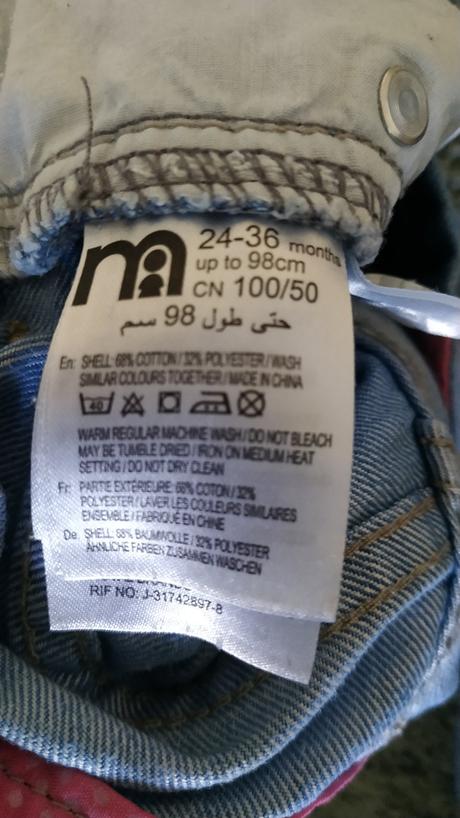 m
24-36 months
up to 98cm
CN 100/50
حتى طول 98 سم
En: SHELL: 68% COTTON / 32% POLYESTER / WASH
SIMILAR COLOURS TOGETHER / MADE IN CHINA
40
WARM REGULAR MACHINE WASH / DO NOT BLEACH
MAY BE TUMBLE DRIED / IRON ON MEDIUM HEAT
SETTING / DO NOT DRY CLEAN
Fr: PARTIE EXTÉRIEURE: 68% COTON / 32%
POLYESTER / LAVER LES COULEURS SIMILAIRES
ENSEMBLE / FABRIQUÉ EN CHINE
De: SHELL: 68% BAUMWOLLE / 32% POLYESTER
ÄHNLICHE FARBEN ZUSAMMEN WASCHEN
RIF NO: J-31742897-8